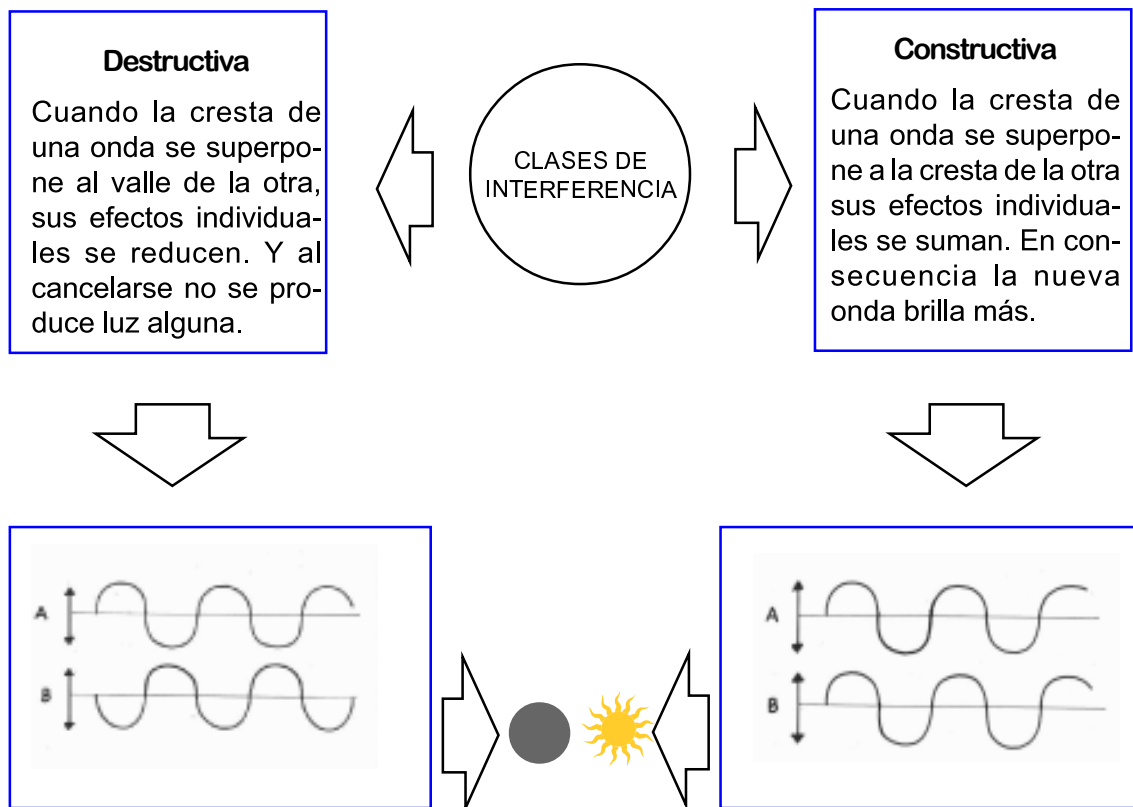 Destructiva
Cuando la cresta de
una onda se superpo-
ne al valle de la otra,
sus efectos individua-
les se reducen. Y al
cancelarse no se pro-
duce luz alguna.
CLASES DE
INTERFERENCIA
Constructiva
Cuando la cresta de
una onda se superpo-
ne a la cresta de la otra
sus efectos individua-
les se suman. En con-
secuencia la nueva
onda brilla más.
A
B
A
B